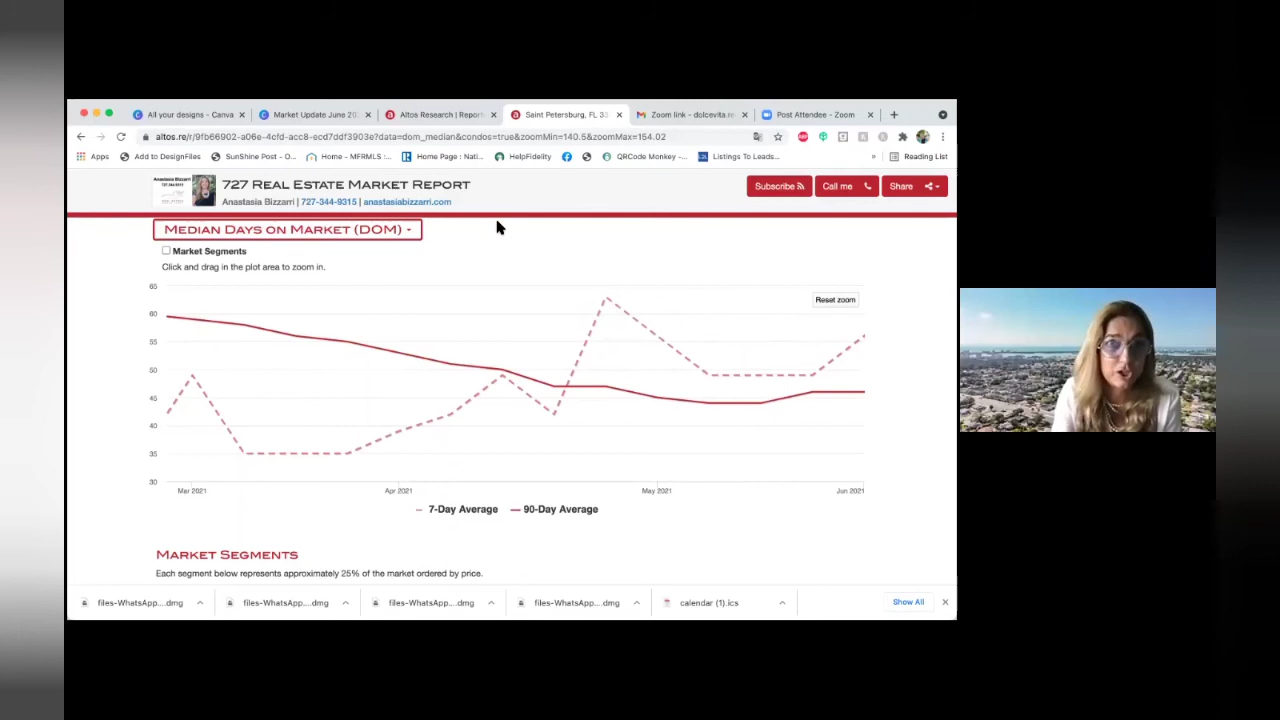 All your designs - Canva
Market Update June 20
Altos Research | Report
Saint Petersburg, FL 33
Zoom link - dolcevita.re
Post Attendee - Zoom
altos.re/r/9fb66902-a06e-4cfd-acc8-ecd7ddf3903e?data=dom_median&condos=true&zoomMin=140.5&zoomMax=154.02
Apps
Add to DesignFiles
SunShine Post - O...
Home - MFRMLS:...
Home Page : Nati...
HelpFidelity
QRCode Monkey -...
Listings To Leads...
»
Reading List
Anastasia Bizzarri
727-344-9315
727 REAL ESTATE MARKET REPORT
Anastasia Bizzarri | 727-344-9315 | anastasiabizzarri.com
Subscribe
Call me
Share
MEDIAN DAYS ON MARKET (DOM)
Market Segments
Click and drag in the plot area to zoom in.
Reset zoom
65
60
55
50
45
40
35
30
Mar 2021
Apr 2021
May 2021
Jun 2021
7-Day Average
90-Day Average
MARKET SEGMENTS
Each segment below represents approximately 25% of the market ordered by price.
files-WhatsApp....dmg
files-WhatsApp....dmg
files-WhatsApp....dmg
files-WhatsApp....dmg
calendar (1).ics
Show All